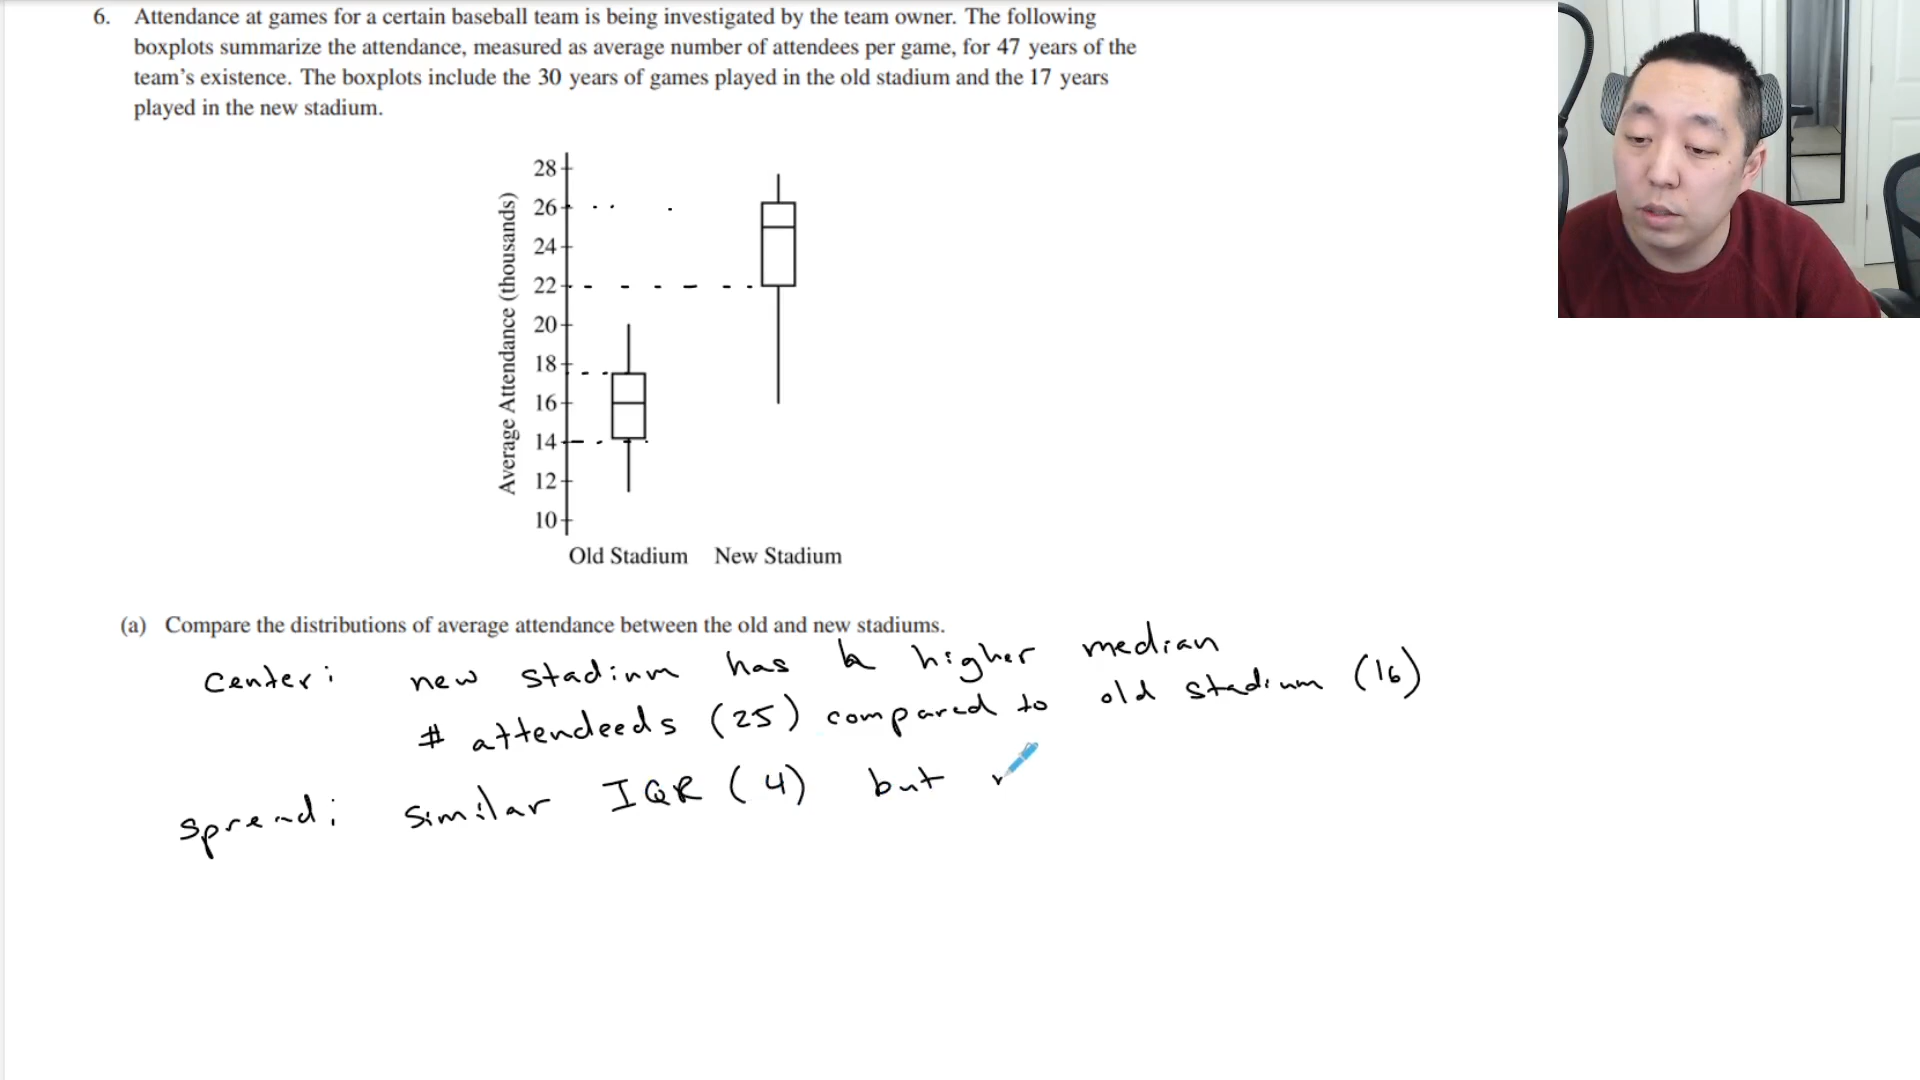 6. Attendance at games for a certain baseball team is being investigated by the team owner. The following
boxplots summarize the attendance, measured as average number of attendees per game, for 47 years of the
team's existence. The boxplots include the 30 years of games played in the old stadium and the 17 years
played in the new stadium.
Average Attendance (thousands)
28
26
24
22
20
18
16
14
12
10
Old Stadium New Stadium
(a) Compare the distributions of average attendance between the old and new stadiums.
center: new stadium has a higher median
# attendeeds (25) compared to old stadium (16)
spread: similar IQR (4) but